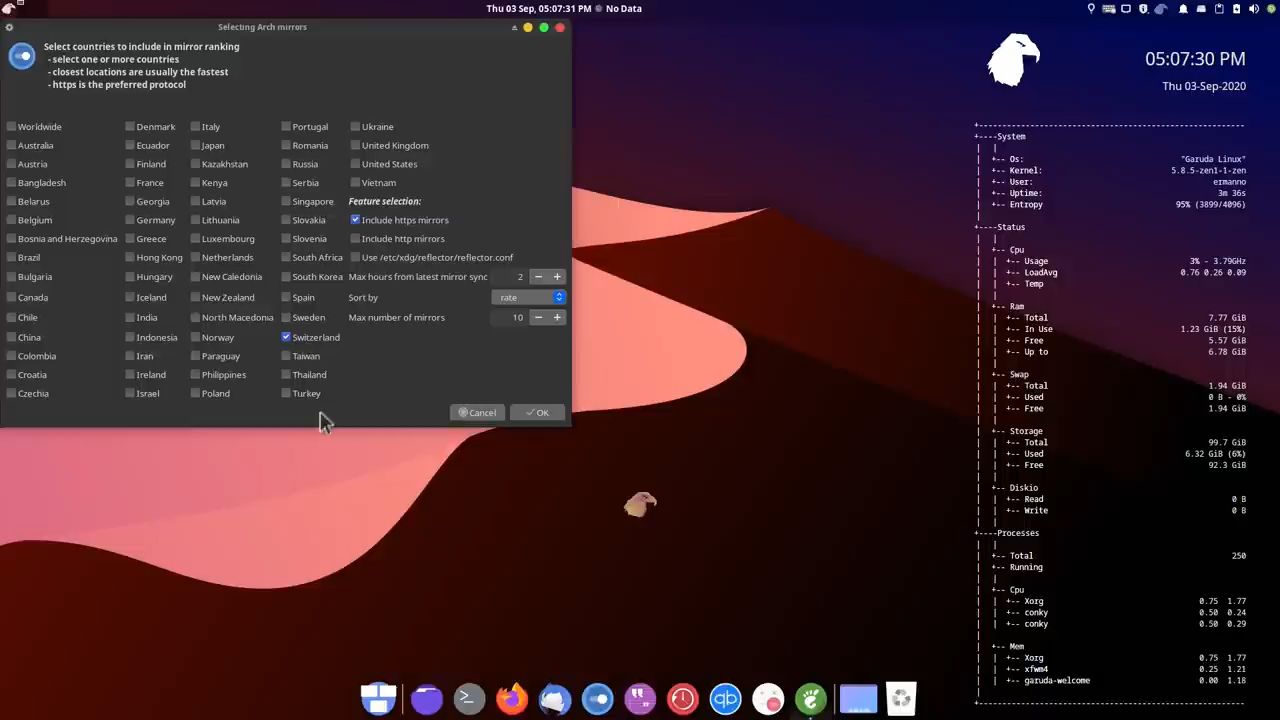 Thu 03 Sep, 05:07:31 PM
No Data
Selecting Arch mirrors
Select countries to include in mirror ranking
- select one or more countries
- closest locations are usually the fastest
- https is the preferred protocol
Worldwide
Australia
Austria
Bangladesh
Belarus
Belgium
Bosnia and Herzegovina
Brazil
Bulgaria
Canada
Chile
China
Colombia
Croatia
Czechia
Denmark
Ecuador
Finland
France
Georgia
Germany
Greece
Hong Kong
Hungary
Iceland
India
Indonesia
Iran
Ireland
Israel
Italy
Japan
Kazakhstan
Kenya
Latvia
Lithuania
Luxembourg
Netherlands
New Caledonia
New Zealand
North Macedonia
Norway
Paraguay
Philippines
Poland
Portugal
Romania
Russia
Serbia
Singapore
Slovakia
Slovenia
South Africa
South Korea
Spain
Sweden
Switzerland
Taiwan
Thailand
Turkey
Ukraine
United Kingdom
United States
Vietnam
Feature selection:
Include https mirrors
Include http mirrors
Use /etc/xdg/reflector/reflector.conf
Max hours from latest mirror sync 2
Sort by rate
Max number of mirrors 10
Cancel
OK
05:07:30 PM
Thu 03-Sep-2020
System
Os: "Garuda Linux"
Kernel: 5.8.5-zen1-1-zen
User: ermanno
Uptime: 3m 36s
Entropy 95% (3899/4096)
Status
Cpu
Usage 3% - 3.79GHz
LoadAvg 0.76 0.26 0.09
Temp
Ram
Total 7.77 GiB
In Use 1.23 GiB (15%)
Free 5.57 GiB
Up to 6.78 GiB
Swap
Total 1.94 GiB
Used 0 B - 0%
Free 1.94 GiB
Storage
Total 99.7 GiB
Used 6.32 GiB (6%)
Free 92.3 GiB
Diskio
Read 0 B
Write 0 B
Processes
Total 250
Running
Cpu
Xorg 0.75 1.77
conky 0.50 0.24
conky 0.50 0.29
Mem
Xorg 0.75 1.77
xfwm4 0.25 1.21
garuda-welcome 0.00 1.18